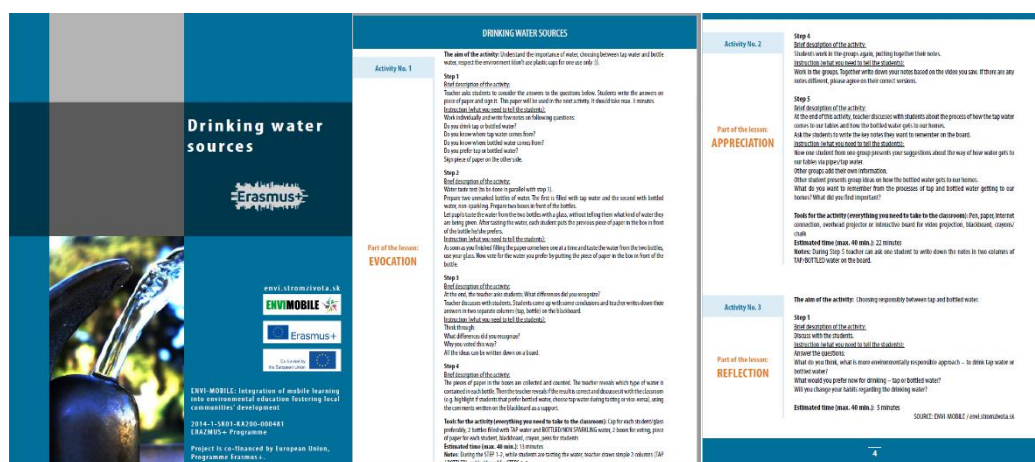 Drinking water
sources
Erasmus+
envi.stromzivota.sk
ENVIMOBILE
Erasmus+
Co-funded by
the European Union
ENVI-MOBILE: Integration of mobile learning
into environmental education fostering local
communities' development
2014-1-SK01-KA200-000481
ERAZMUS+ Programme
Project is co-financed by European Union,
Programme Erasmus+.
DRINKING WATER SOURCES
Activity No. 1
The aim of the activity: Understand the importance of water, choosing between tap water and bottle
water, respect the environment (don't use plastic caps for one use only :)).
Step 1
Brief description of the activity:
Teacher asks students to consider the answers to the questions below. Students write the answers on
piece of paper and sign it. This paper will be used in the next activity. It should take max. 3 minutes.
Instruction (what you need to tell the students):
Work individually and write few notes on following questions.
Do you drink tap or bottled water?
Do you know where tap water comes from?
Do you know where bottled water comes from?
Do you prefer tap or bottled water?
Sign piece of paper on the other side.
Step 2
Brief description of the activity:
Water taste test (to be done in parallel with step 1).
Prepare two unmarked bottles of water. The first is filled with tap water and the second with bottled
water, non-sparkling. Prepare two boxes in front of the bottles.
Let pupils taste the water from the two bottles with a glass, without telling them what kind of water they
are being given. After tasting the water, each student puts the previous piece of the paper in the box in front
of the bottle he/she prefers.
Instruction (what you need to tell the students):
As soon as you finished filling the paper come here one at a time and taste the water from the two bottles,
use your glass. Now vote for the water you prefer by putting the piece of the paper in the box in front of the
bottle.
Part of the lesson:
EVOCATION
Step 3
Brief description of the activity:
At the end, the teacher asks students: What differences did you recognize?
Teacher discusses with students. Students come up with some conclusions and teacher writes down their
answers in two separate columns (tap, bottle) on the blackboard.
Instruction (what you need to tell the students):
Think through.
What differences did you recognize?
Why you voted this way?
All the ideas can be written down on a board.
Step 4
Brief description of the activity:
The pieces of paper in the boxes are collected and counted. The teacher reveals which type of water is
contained in each bottle. Then the teacher reveals if the result is correct and discusses it with the classroom
(e.g. highlight if students that prefer bottled water, choose tap water during tasting or vice-versa), using
the comments written on the blackboard as a support.
Tools for the activity (everything you need to take to the classroom): Cup for each student/glass
preferably, 2 bottles filled with TAP water and BOTTLED/NON SPARKLING water, 2 boxes for voting, piece
of paper for each student, blackboard, crayon, pens for students
Estimated time (max. 40 min.): 13 minutes
Notes: During the STEP 1-2, while students are tasting the water, teacher draws simple 2 columns (TAP
Activity No. 2
Step 4
Brief description of the activity:
Students work in the groups again, putting together their notes.
Instruction (what you need to tell the students):
Work in the groups. Together write down your notes based on the video you saw. If there are any
notes different, please agree on their correct versions.
Step 5
Brief description of the activity:
At the end of this activity, teacher discusses with students about the process of how the tap water
comes to our tables and how the bottled water gets to our homes.
Ask the students to write the key notes they want to remember on the board.
Instruction (what you need to tell the students):
Now one student from one group presents your suggestions about the way of how water gets to
our tables via pipes/tap water.
Other groups add their own information.
Other student presents group ideas on how the bottled water gets to our homes.
What do you want to remember from the processes of tap and bottled water getting to our
homes? What did you find important?
Part of the lesson:
APPRECIATION
Tools for the activity (everything you need to take to the classroom): Pen, paper, Internet
connection, overhead projector or interactive board for video projection, blackboard, crayons/
chalk
Estimated time (max. 40 min.): 22 minutes
Notes: During Step 5 teacher can ask one student to write down the notes in two columns of
TAP/BOTTLED water on the board.
Activity No. 3
The aim of the activity: Choosing responsibly between tap and bottled water.
Step 1
Brief description of the activity:
Discuss with the students.
Instruction (what you need to tell the students):
Answer the questions:
What do you think, what is more environmentally responsible approach – to drink tap water or
bottled water?
What would you prefer now for drinking – tap or bottled water?
Will you change your habits regarding the drinking water?
Part of the lesson:
REFLECTION
Estimated time (max. 40 min.): 5 minutes
SOURCE: ENVI MOBILE / envi.stromzivota.sk
4